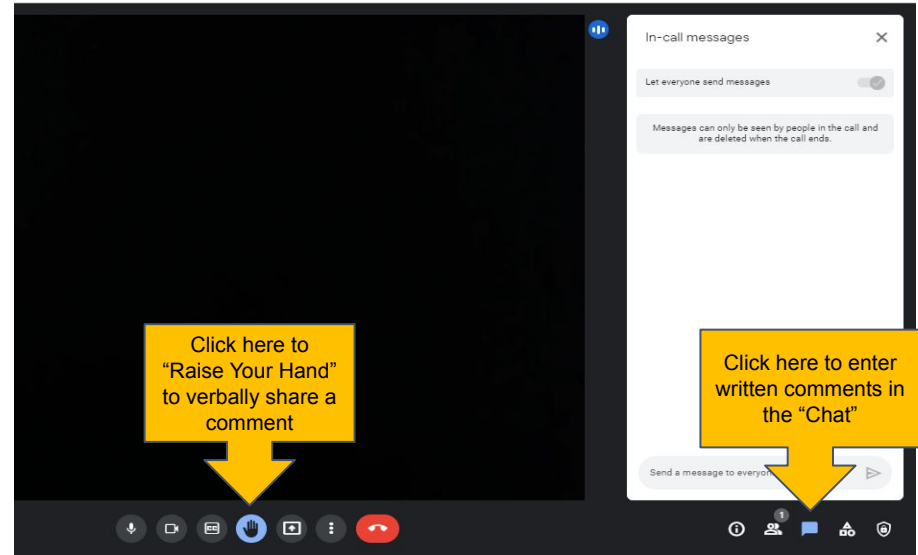 In-call messages
Let everyone send messages
Messages can only be seen by people in the call and
are deleted when the call ends.
Click here to
“Raise Your Hand”
to verbally share a
comment
Click here to enter
written comments in
the “Chat”
Send a message to everyon
CC
1